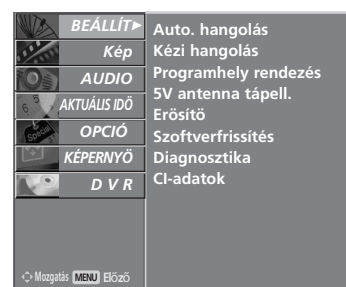 BEÁLLÍT►
Kép
AUDIO
AKTUÁLIS IDŐ
OPCIÓ
KÉPERNYŐ
D V R
Auto. hangolás
Kézi hangolás
Programhely rendezés
5V antenna tápell.
Erösítö
Szoftverfrissítés
Diagnosztika
CI-adatok
Mozgatás MENU Előző